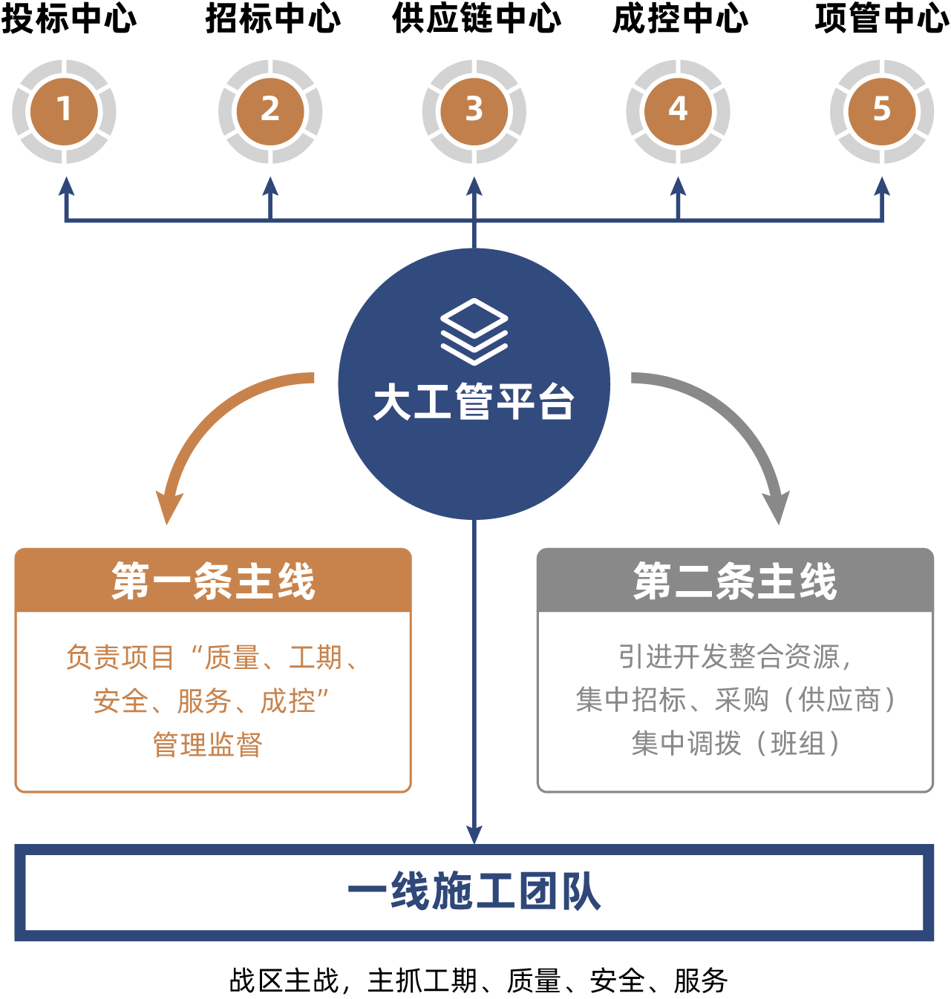 投标中心
招标中心
供应链中心
成控中心
项管中心
1
2
3
4
5
大工管平台
第一条主线
负责项目“质量、工期、
安全、服务、成控”
管理监督
第二条主线
引进开发整合资源,
集中招标、采购（供应商）
集中调拨（班组）
一线施工团队
战区主战, 主抓工期、质量、安全、服务